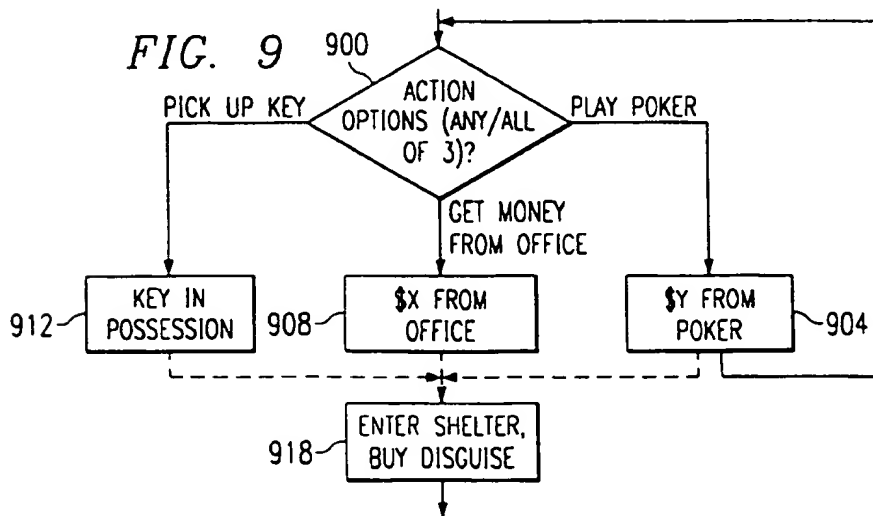 FIG. 9
900
ACTION
OPTIONS (ANY/ALL
OF 3)?
PICK UP KEY
PLAY POKER
GET MONEY
FROM OFFICE
912
KEY IN
POSSESSION
908
$X FROM
OFFICE
$Y FROM
POKER
904
918
ENTER SHELTER,
BUY DISGUISE